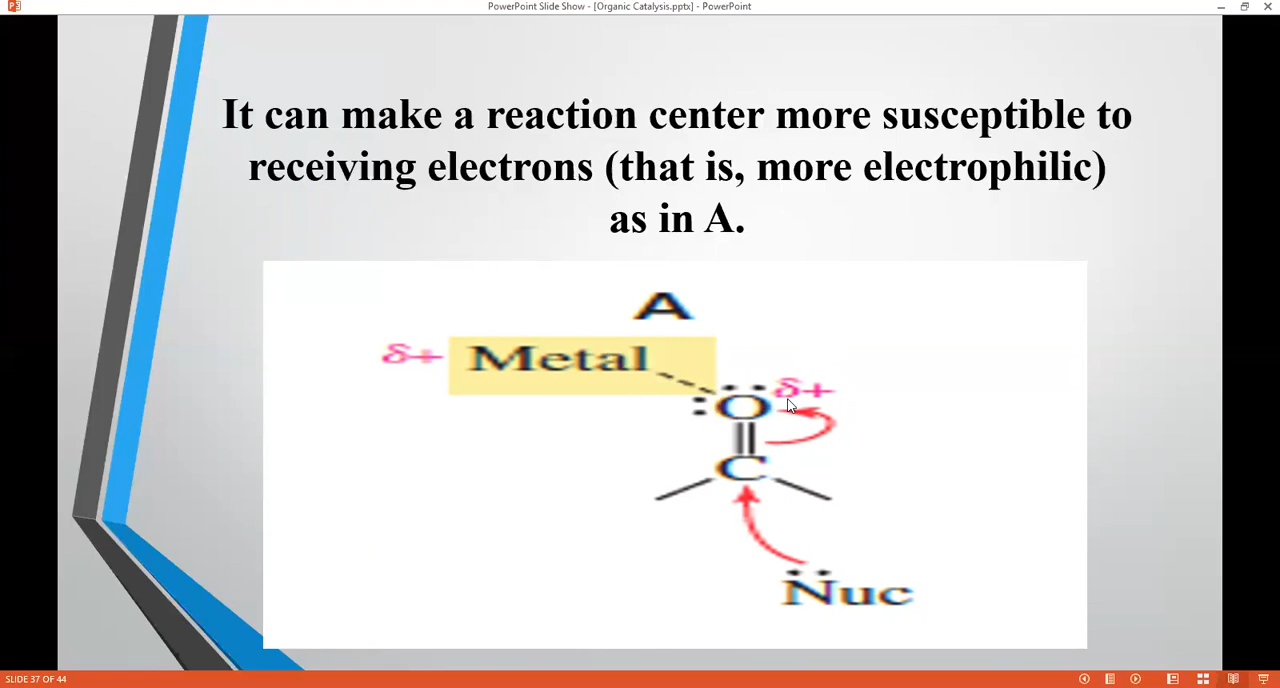 PowerPoint Slide Show - [Organic Catalysis.pptx] - PowerPoint
It can make a reaction center more susceptible to
receiving electrons (that is, more electrophilic)
as in A.
A
δ+ Metal
O δ+
C
Nuc
SLIDE 37 OF 44